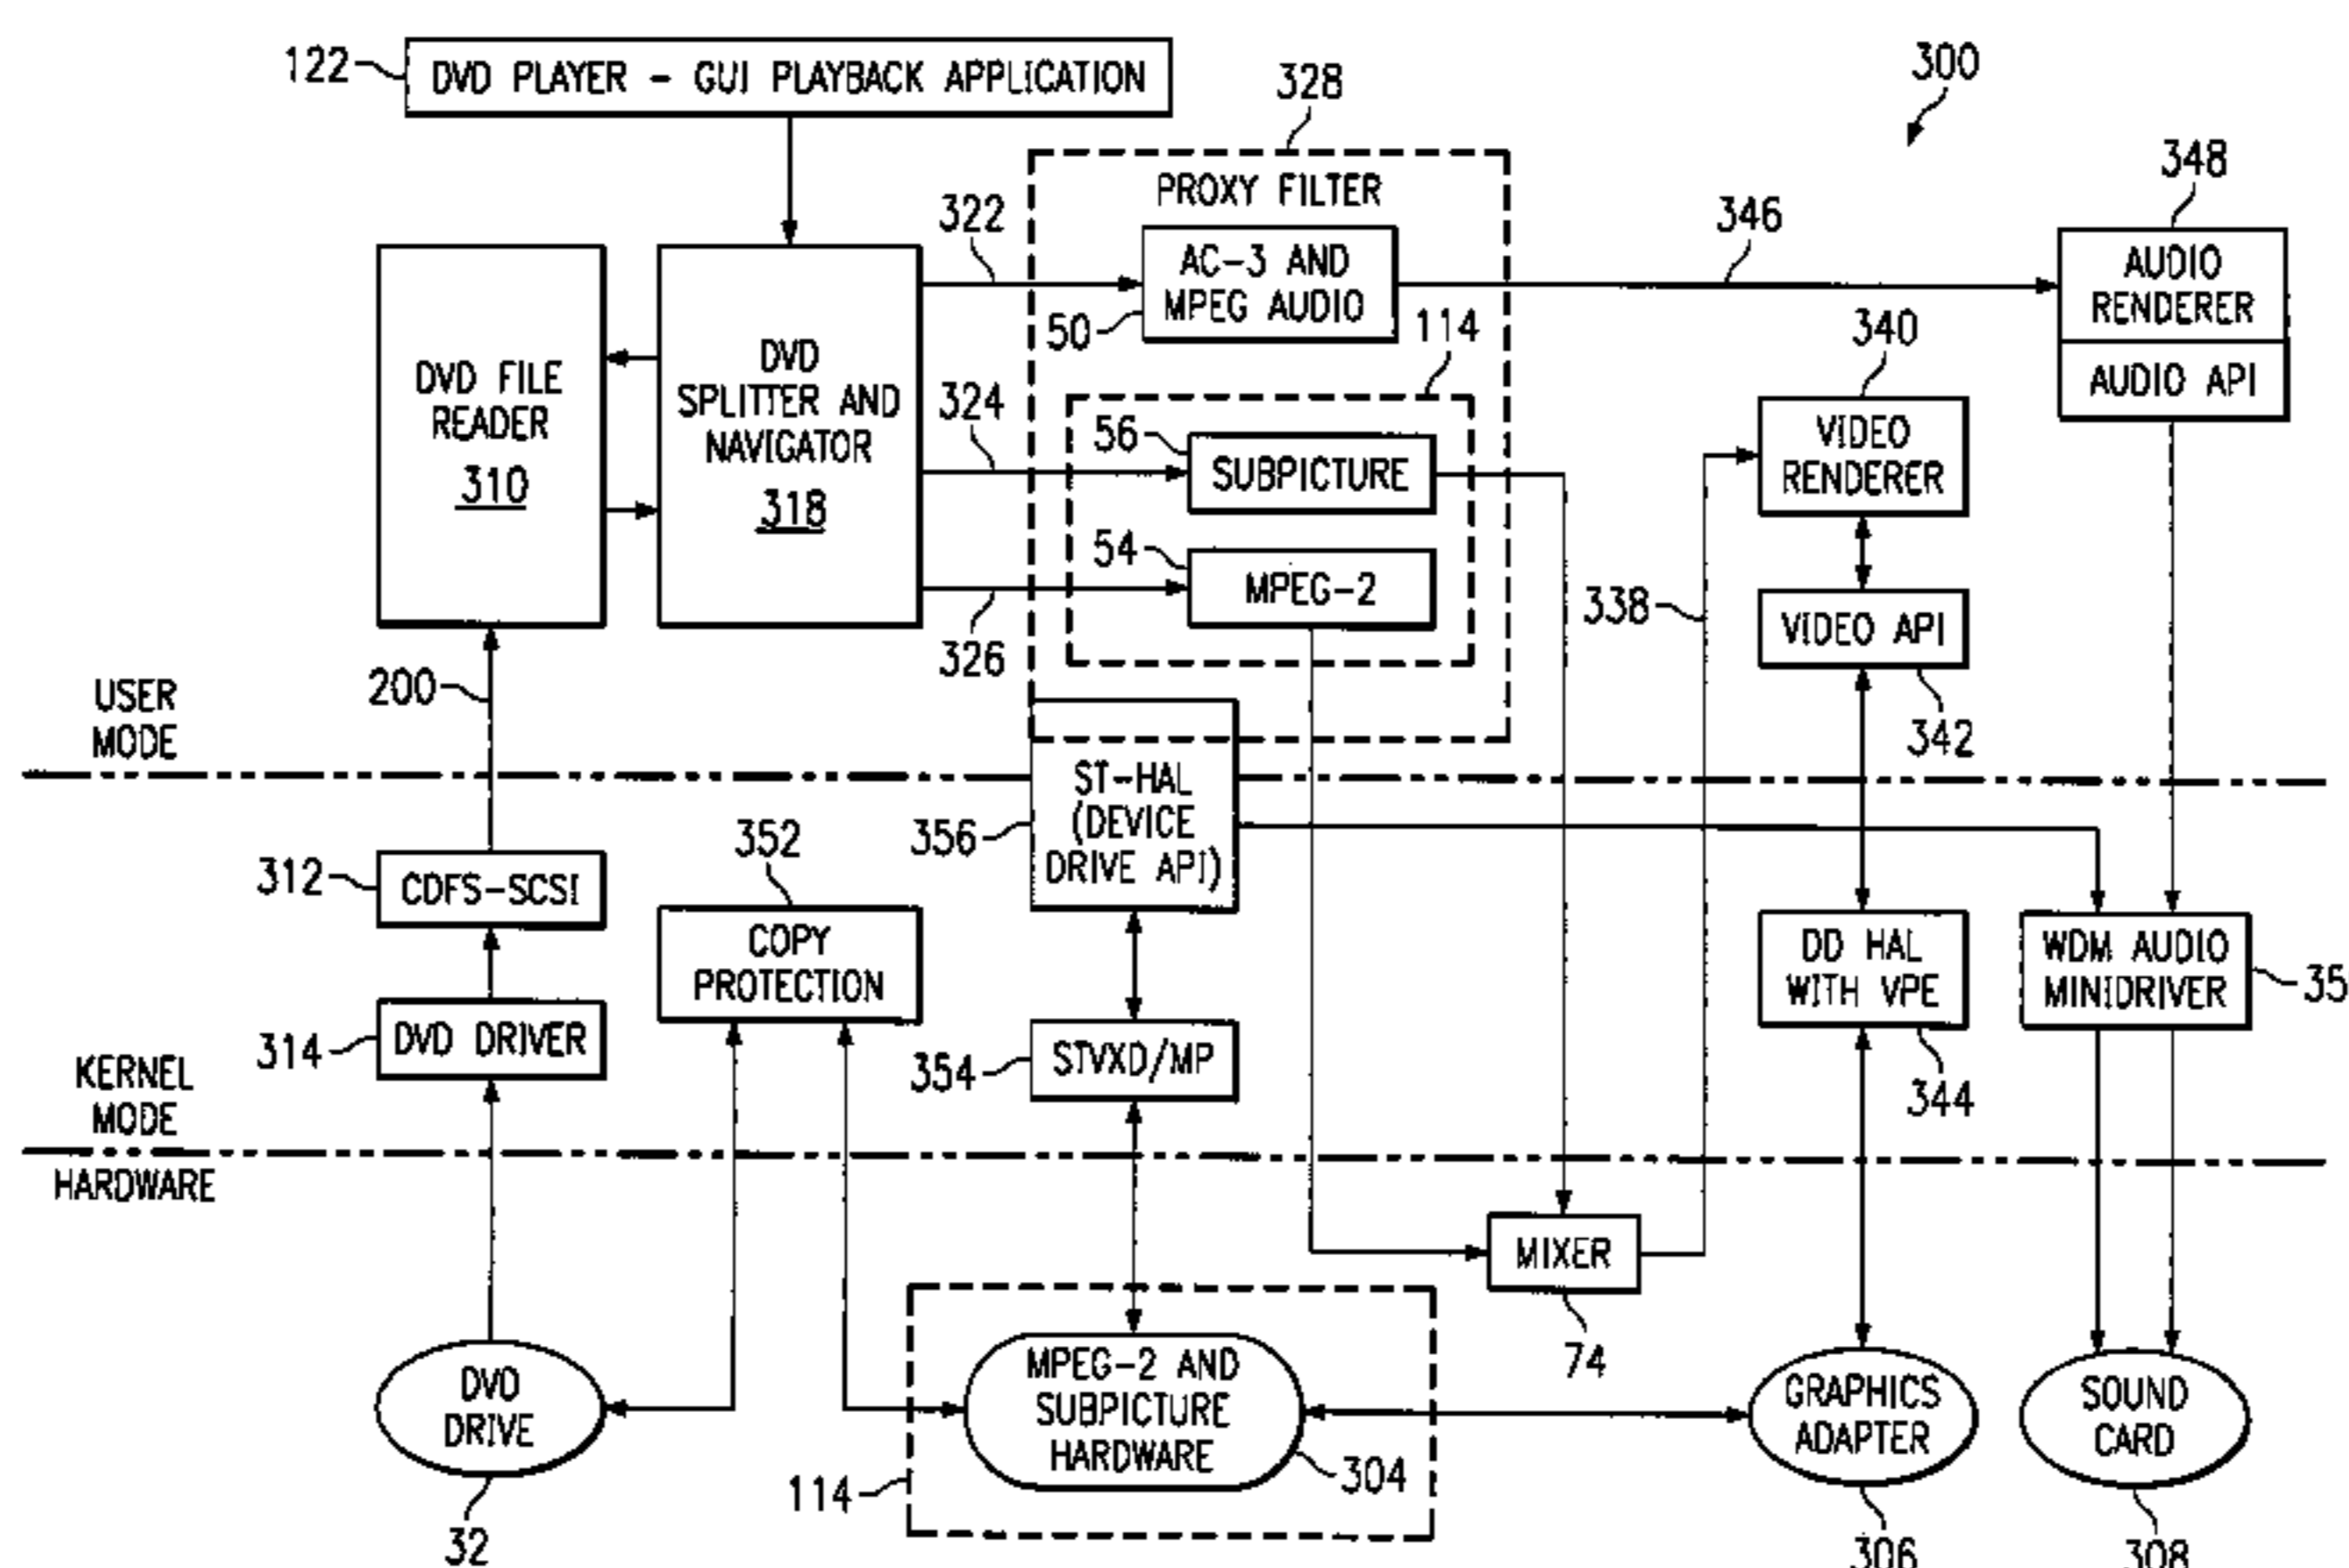 122
DVD PLAYER - GUI PLAYBACK APPLICATION
300
328
PROXY FILTER
348
322
346
AC-3 AND
MPEG AUDIO
50
AUDIO
RENDERER
AUDIO API
114
340
DVD FILE
READER
310
DVD
SPLITTER AND
NAVIGATOR
318
324
56
SUBPICTURE
VIDEO
RENDERER
54
MPEG-2
338
VIDEO API
326
342
200
USER
MODE
ST-HAL
(DEVICE
DRIVE API)
356
352
312
CDFS-SCSI
COPY
PROTECTION
DD HAL
WITH VPE
WDM AUDIO
MINIDRIVER
35
314
DVD DRIVER
354
STVXD/MP
344
KERNEL
MODE
HARDWARE
MIXER
74
DVD
DRIVE
32
MPEG-2 AND
SUBPICTURE
HARDWARE
304
114
GRAPHICS
ADAPTER
306
SOUND
CARD
308